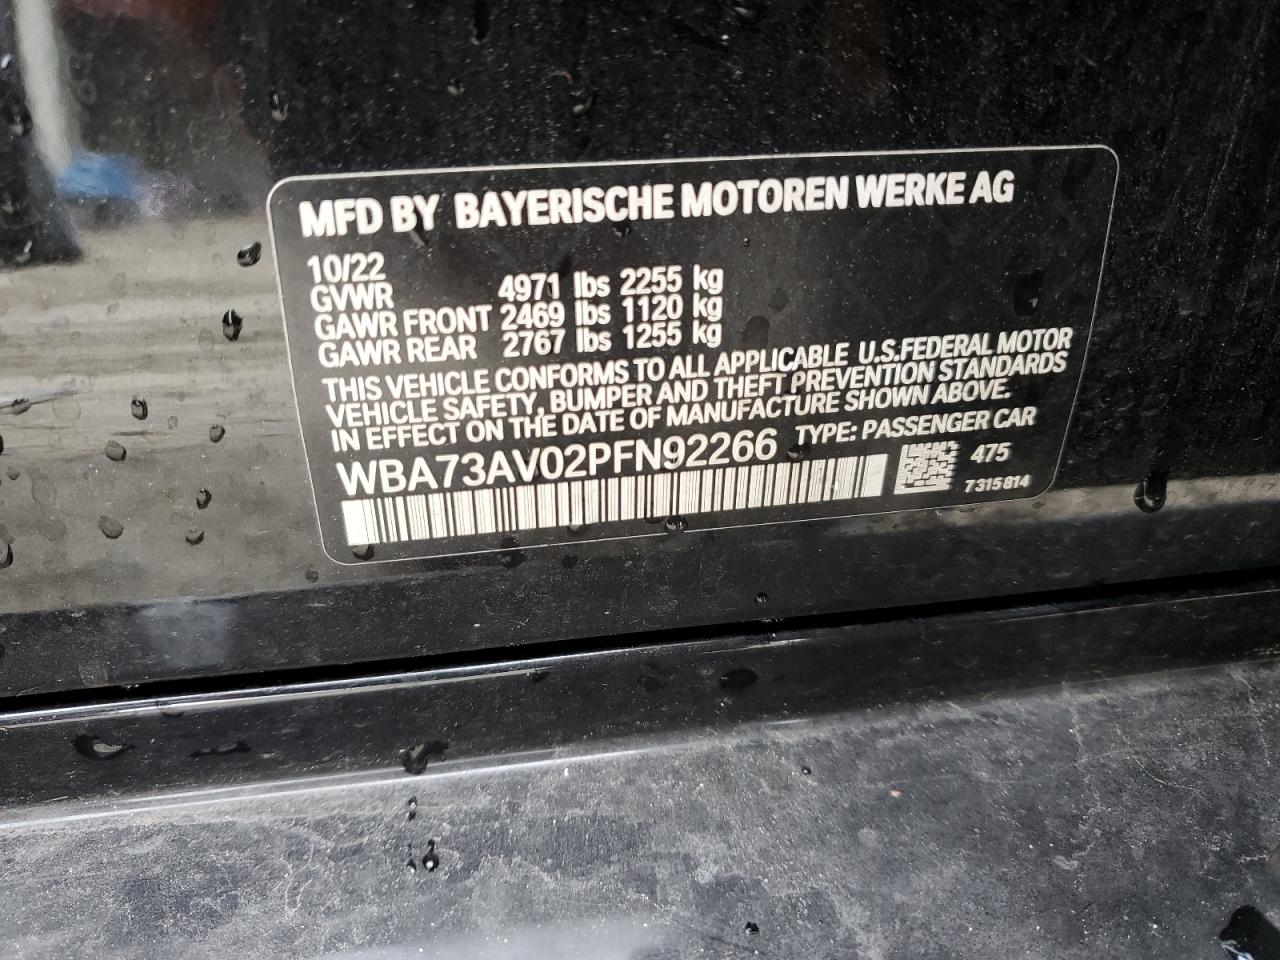 MFD BY BAYERISCHE MOTOREN WERKE AG
10/22
GVWR 4971 lbs 2255 kg
GAWR FRONT 2469 lbs 1120 kg
GAWR REAR 2767 lbs 1255 kg
THIS VEHICLE CONFORMS TO ALL APPLICABLE U.S.FEDERAL MOTOR
VEHICLE SAFETY, BUMPER AND THEFT PREVENTION STANDARDS
IN EFFECT ON THE DATE OF MANUFACTURE SHOWN ABOVE.
WBA73AV02PFN92266 TYPE: PASSENGER CAR
475
7315814